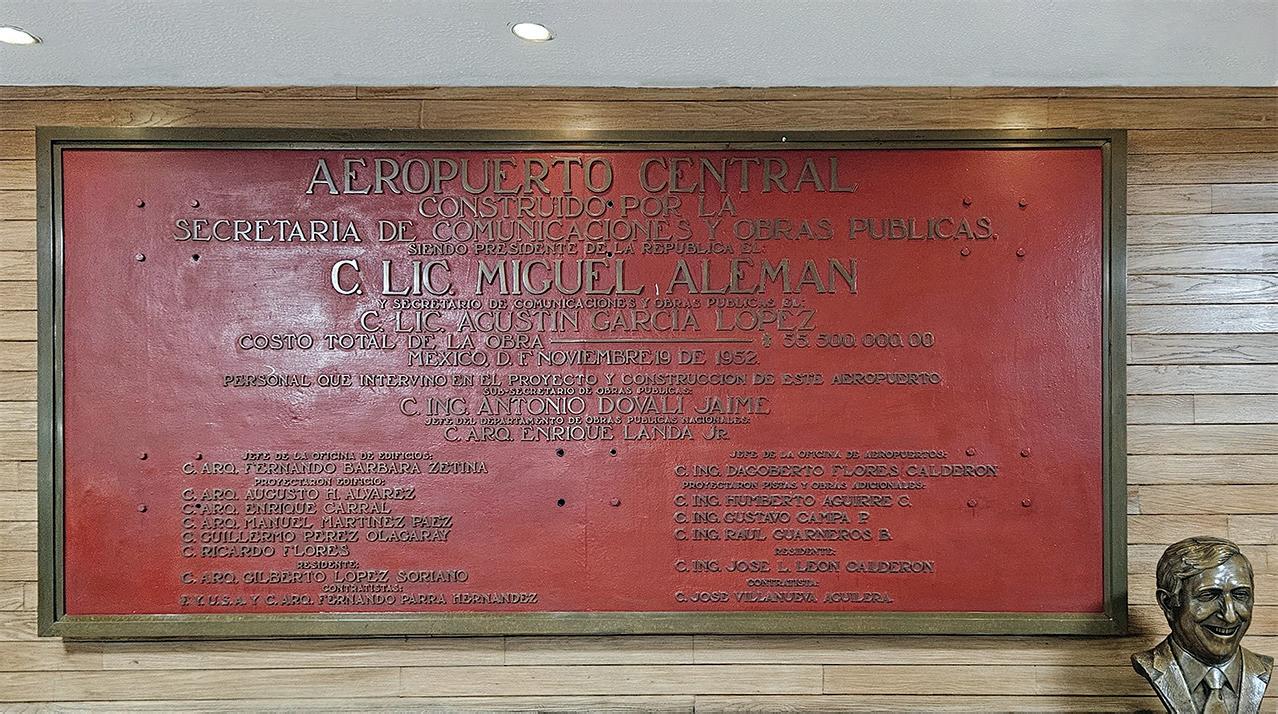 AEROPUERTO CENTRAL
CONSTRUIDO POR LA
SECRETARIA DE COMUNICACIONES Y OBRAS PUBLICAS.
SIENDO PRESIDENTE DE LA REPUBLICA EL:
C. LIC. MIGUEL ALEMAN
Y SECRETARIO DE COMUNICACIONES Y OBRAS PUBLICAS EL:
C. LIC. AGUSTIN GARCIA LOPEZ
COSTO TOTAL DE LA OBRA $ 35.500.000.00
MEXICO, D. F. NOVIEMBRE 19 DE 1952.
PERSONAL QUE INTERVINO EN EL PROYECTO Y CONSTRUCCION DE ESTE AEROPUERTO.
SUB-SECRETARIO DE OBRAS PUBLICAS:
C. ING. ANTONIO DOVALI JAIME
JEFE DEL DEPARTAMENTO DE OBRAS PUBLICAS NACIONALES:
C. ARQ. ENRIQUE LANDA Jr.
JEFE DE LA OFICINA DE EDIFICIOS:
C. ARQ. FERNANDO BARBARA ZETINA
PROYECTARON EDIFICIO:
C. ARQ. AUGUSTO H. ALVAREZ
C. ARQ. ENRIQUE CARRAL
C. ARQ. MANUEL MARTINEZ PAEZ
C. GUILLERMO PEREZ OLAGARAY
C. RICARDO FLORES
RESIDENTE:
C. ARQ. GILBERTO LOPEZ SORIANO
CONTRATISTAS:
F.Y.U.S.A. Y C. ARQ. FERNANDO PARRA HERNANDEZ
JEFE DE LA OFICINA DE AEROPUERTOS:
C. ING. DAGOBERTO FLORES CALDERON
PROYECTARON PISTAS Y OBRAS ADICIONALES:
C. ING. HUMBERTO AGUIRRE C.
C. ING. GUSTAVO CAMPA P.
C. ING. RAUL GUARNEROS B.
RESIDENTE:
C. ING. JOSE L. LEON CALDERON
CONTRATISTA:
C. JOSE VILLANUEVA AGUILERA.